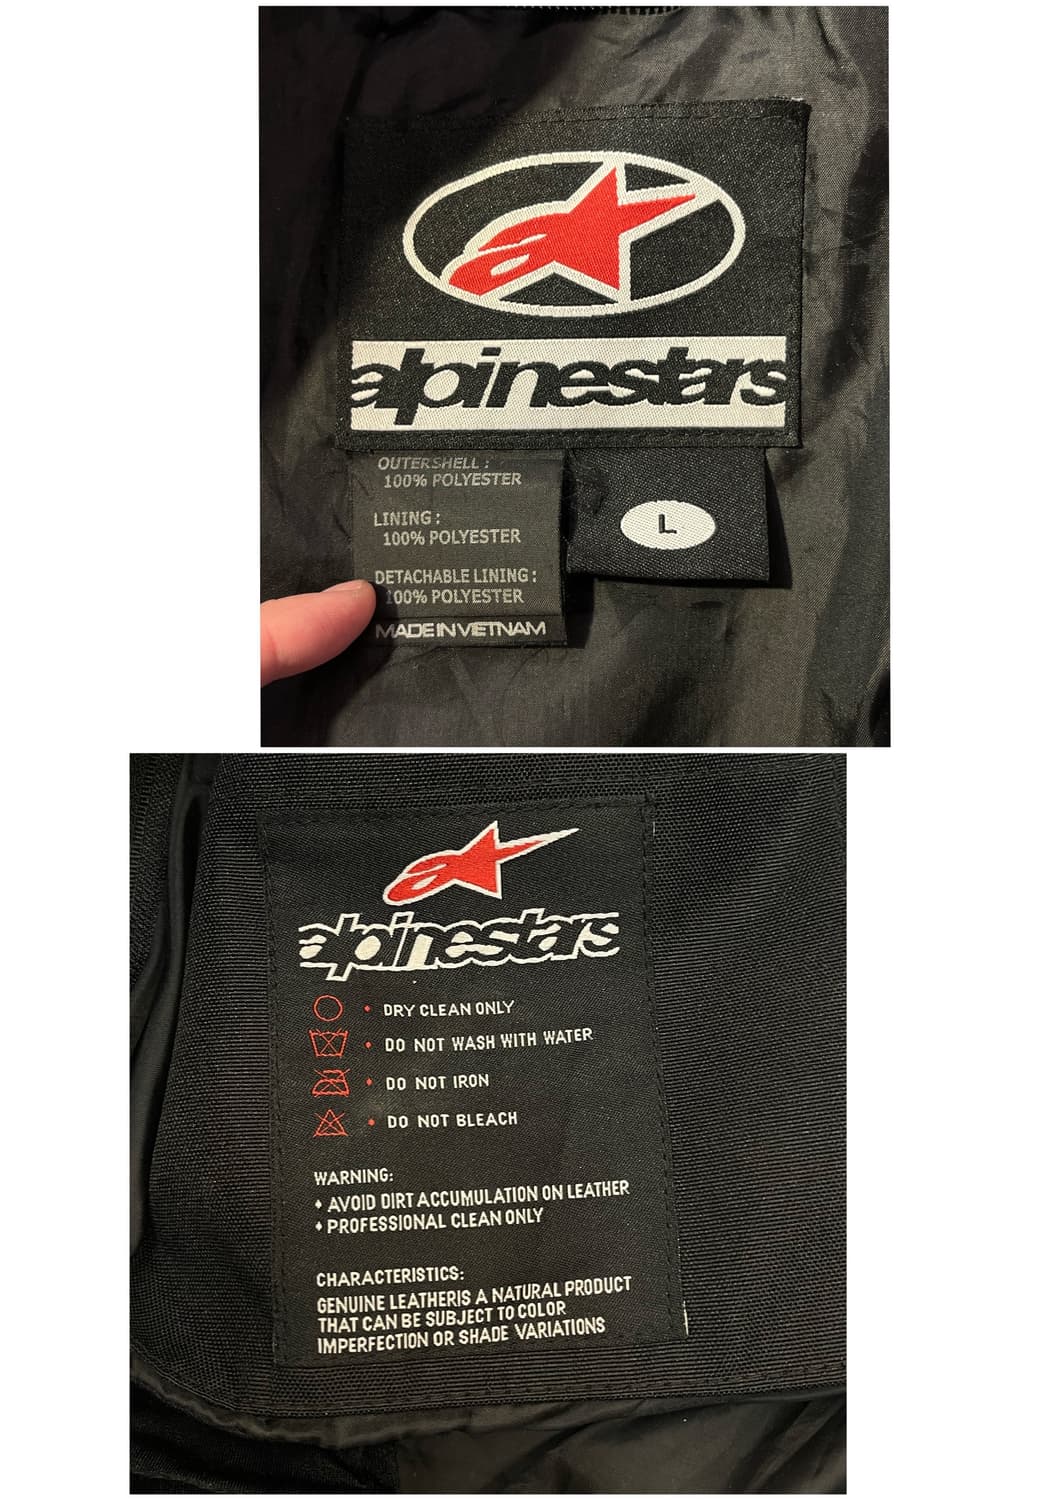 alpinestars
OUTERSHELL :
100% POLYESTER
LINING :
100% POLYESTER
DETACHABLE LINING :
100% POLYESTER
MADE IN VIETNAM
L
alpinestars
• DRY CLEAN ONLY
• DO NOT WASH WITH WATER
• DO NOT IRON
• DO NOT BLEACH
WARNING:
• AVOID DIRT ACCUMULATION ON LEATHER
• PROFESSIONAL CLEAN ONLY
CHARACTERISTICS:
GENUINE LEATHERIS A NATURAL PRODUCT
THAT CAN BE SUBJECT TO COLOR
IMPERFECTION OR SHADE VARIATIONS